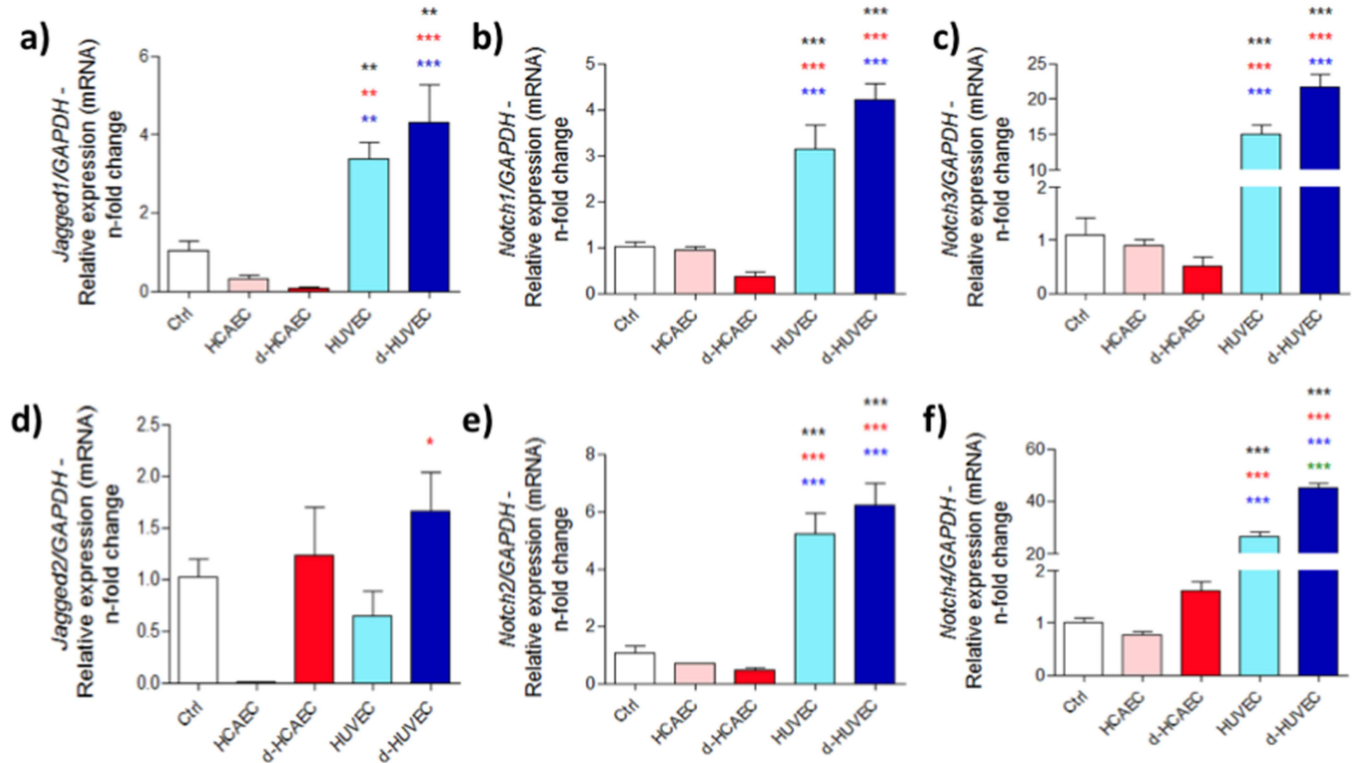 a)
Jagged1/GAPDH -
Relative expression (mRNA)
n-fold change
6
4
2
0
**
***
***
**
**
**
Ctrl
HCAEC
d-HCAEC
HUVEC
d-HUVEC
b)
Notch1/GAPDH -
Relative expression (mRNA)
n-fold change
5
4
3
2
1
0
***
***
***
***
***
***
Ctrl
HCAEC
d-HCAEC
HUVEC
d-HUVEC
c)
Notch3/GAPDH -
Relative expression (mRNA)
n-fold change
25
20
15
10
2
1
0
***
***
***
***
***
***
Ctrl
HCAEC
d-HCAEC
HUVEC
d-HUVEC
d)
Jagged2/GAPDH -
Relative expression (mRNA)
n-fold change
2.5
2.0
1.5
1.0
0.5
0.0
*
Ctrl
HCAEC
d-HCAEC
HUVEC
d-HUVEC
e)
Notch2/GAPDH -
Relative expression (mRNA)
n-fold change
8
6
4
2
0
***
***
***
***
***
***
Ctrl
HCAEC
d-HCAEC
HUVEC
d-HUVEC
f)
Notch4/GAPDH -
Relative expression (mRNA)
n-fold change
60
40
20
2
1
0
***
***
***
***
***
***
***
Ctrl
HCAEC
d-HCAEC
HUVEC
d-HUVEC